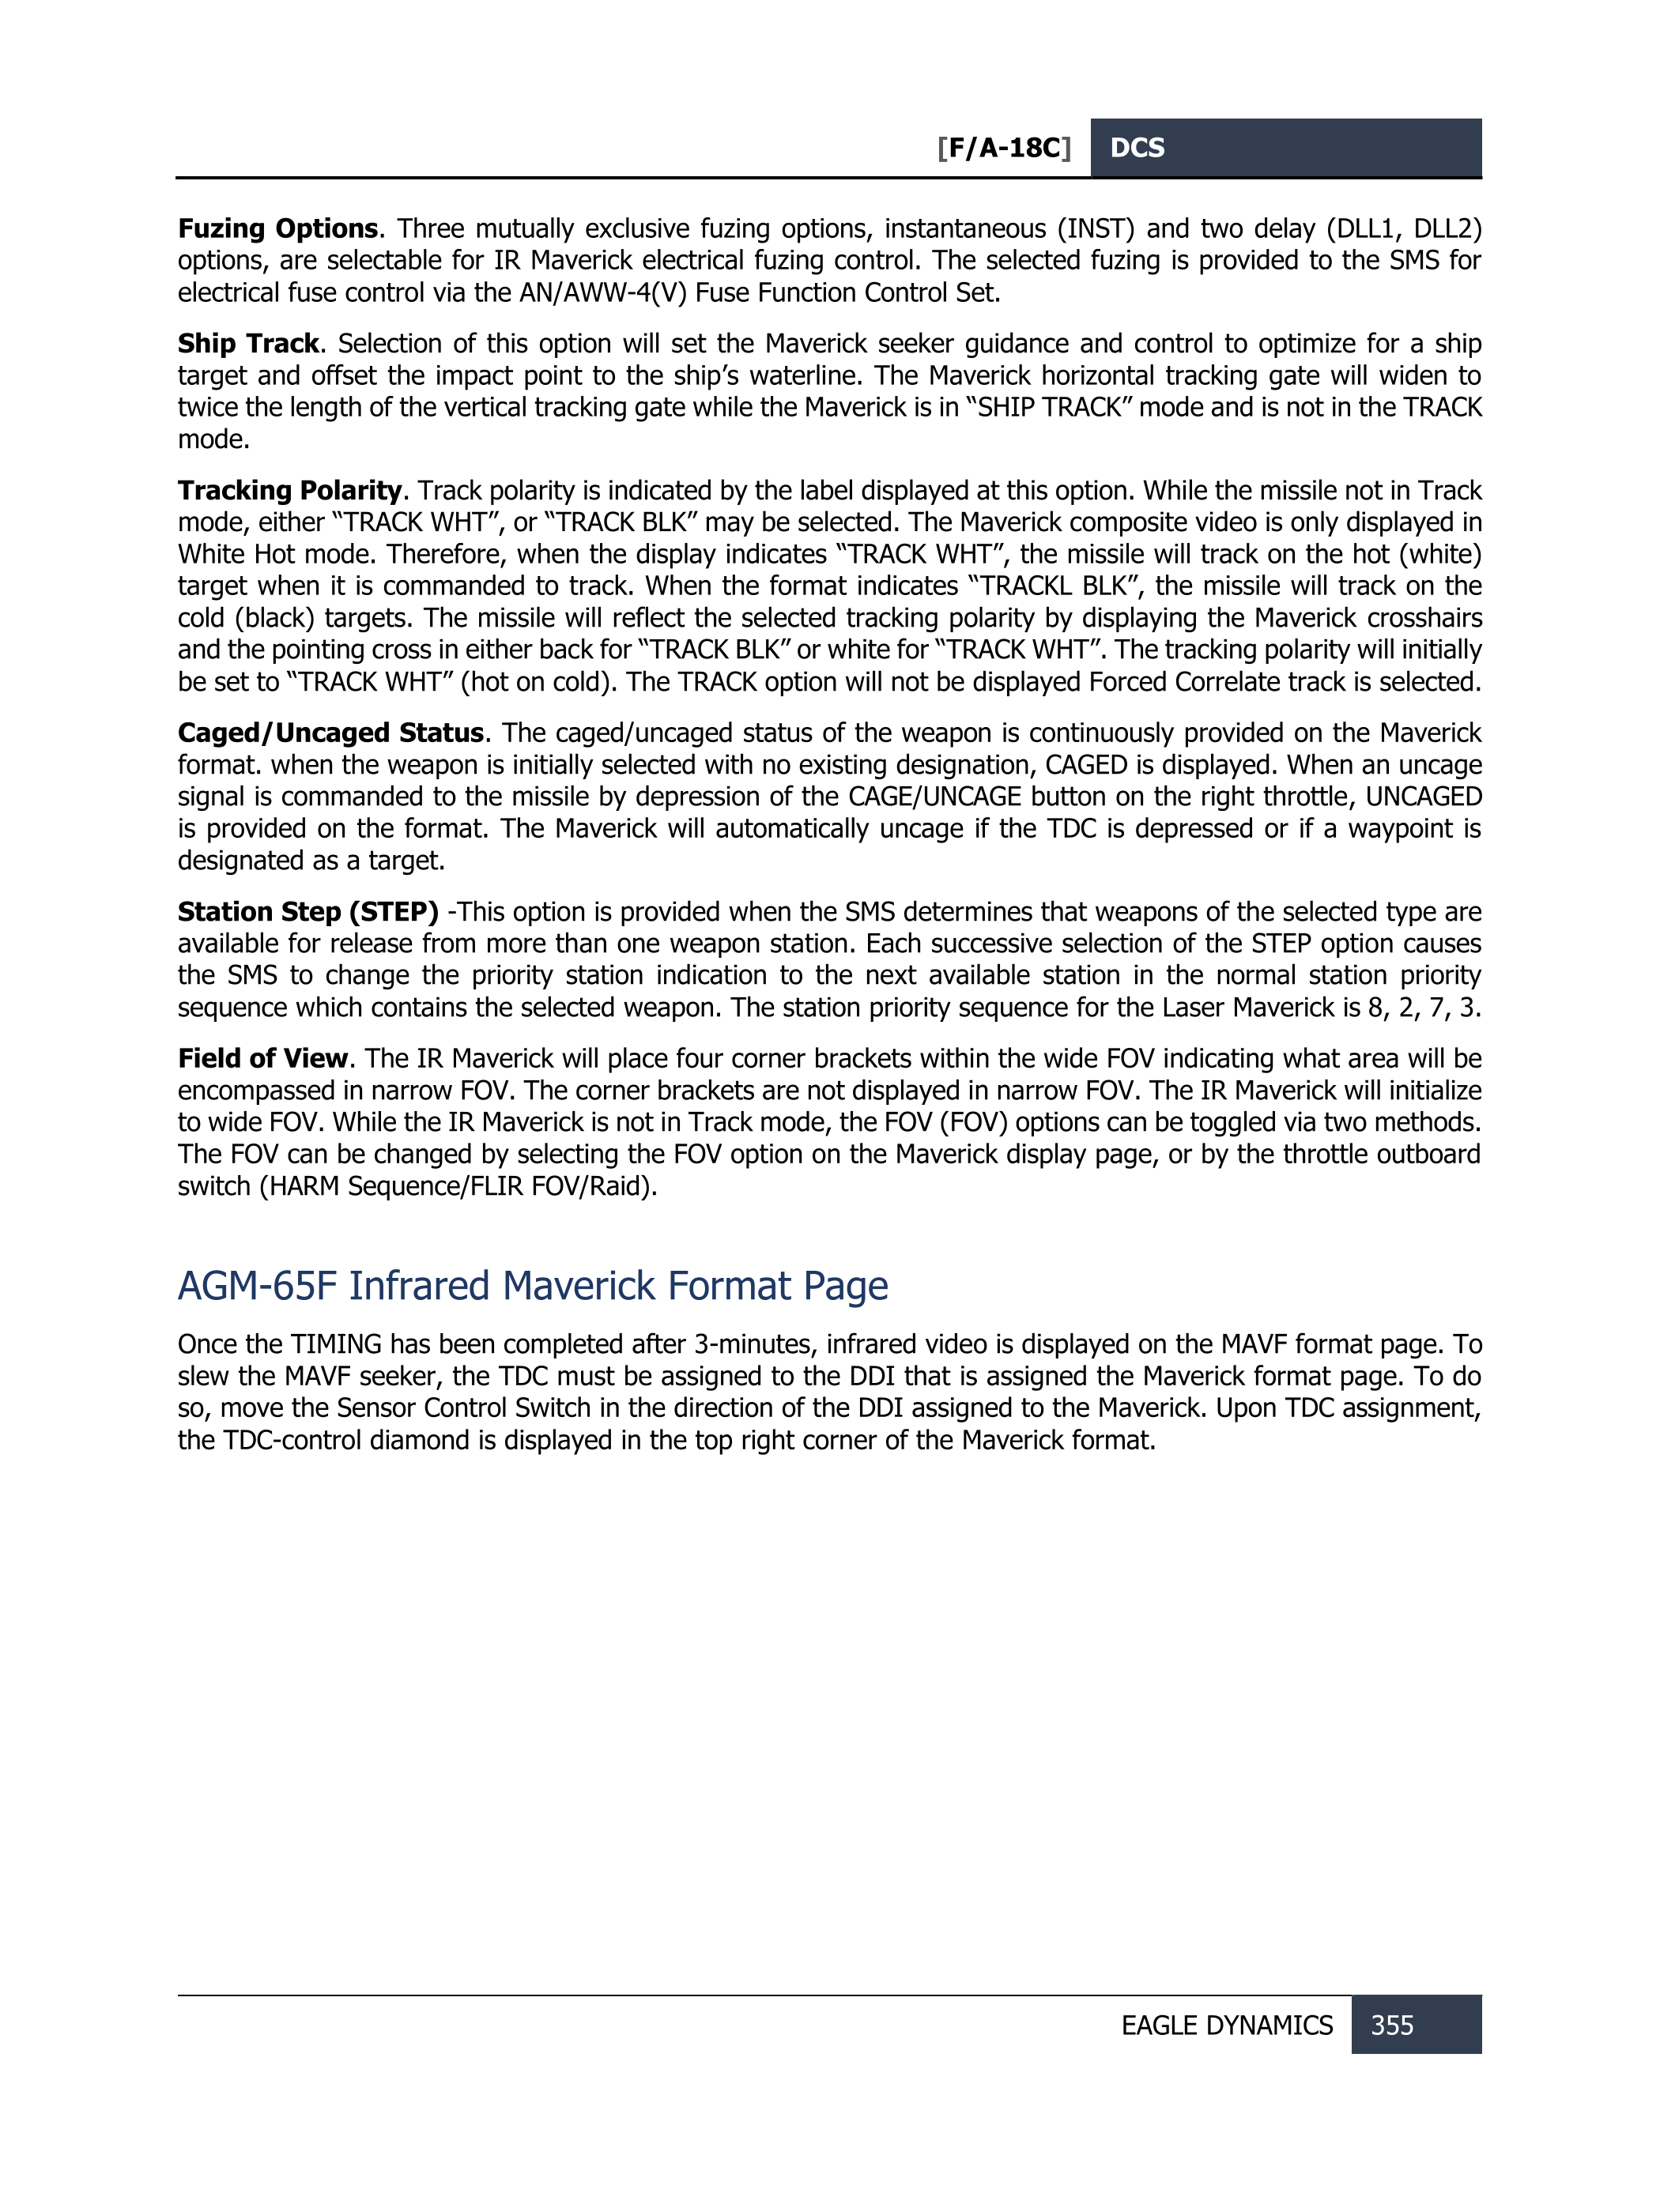 [F/A-18C] DCS
Fuzing Options. Three mutually exclusive fuzing options, instantaneous (INST) and two delay (DLL1, DLL2)
options, are selectable for IR Maverick electrical fuzing control. The selected fuzing is provided to the SMS for
electrical fuse control via the AN/AWW-4(V) Fuse Function Control Set.
Ship Track. Selection of this option will set the Maverick seeker guidance and control to optimize for a ship
target and offset the impact point to the ship’s waterline. The Maverick horizontal tracking gate will widen to
twice the length of the vertical tracking gate while the Maverick is in “SHIP TRACK” mode and is not in the TRACK
mode.
Tracking Polarity. Track polarity is indicated by the label displayed at this option. While the missile not in Track
mode, either “TRACK WHT”, or “TRACK BLK” may be selected. The Maverick composite video is only displayed in
White Hot mode. Therefore, when the display indicates “TRACK WHT”, the missile will track on the hot (white)
target when it is commanded to track. When the format indicates “TRACKL BLK”, the missile will track on the
cold (black) targets. The missile will reflect the selected tracking polarity by displaying the Maverick crosshairs
and the pointing cross in either back for “TRACK BLK” or white for “TRACK WHT”. The tracking polarity will initially
be set to “TRACK WHT” (hot on cold). The TRACK option will not be displayed Forced Correlate track is selected.
Caged/Uncaged Status. The caged/uncaged status of the weapon is continuously provided on the Maverick
format. when the weapon is initially selected with no existing designation, CAGED is displayed. When an uncage
signal is commanded to the missile by depression of the CAGE/UNCAGE button on the right throttle, UNCAGED
is provided on the format. The Maverick will automatically uncage if the TDC is depressed or if a waypoint is
designated as a target.
Station Step (STEP) -This option is provided when the SMS determines that weapons of the selected type are
available for release from more than one weapon station. Each successive selection of the STEP option causes
the SMS to change the priority station indication to the next available station in the normal station priority
sequence which contains the selected weapon. The station priority sequence for the Laser Maverick is 8, 2, 7, 3.
Field of View. The IR Maverick will place four corner brackets within the wide FOV indicating what area will be
encompassed in narrow FOV. The corner brackets are not displayed in narrow FOV. The IR Maverick will initialize
to wide FOV. While the IR Maverick is not in Track mode, the FOV (FOV) options can be toggled via two methods.
The FOV can be changed by selecting the FOV option on the Maverick display page, or by the throttle outboard
switch (HARM Sequence/FLIR FOV/Raid).
AGM-65F Infrared Maverick Format Page
Once the TIMING has been completed after 3-minutes, infrared video is displayed on the MAVF format page. To
slew the MAVF seeker, the TDC must be assigned to the DDI that is assigned the Maverick format page. To do
so, move the Sensor Control Switch in the direction of the DDI assigned to the Maverick. Upon TDC assignment,
the TDC-control diamond is displayed in the top right corner of the Maverick format.
EAGLE DYNAMICS 355